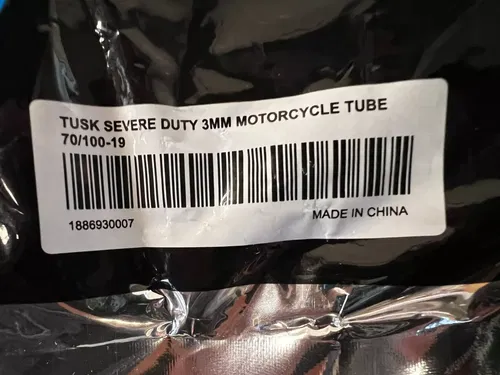 TUSK SEVERE DUTY 3MM MOTORCYCLE TUBE
70/100-19
1886930007
MADE IN CHINA